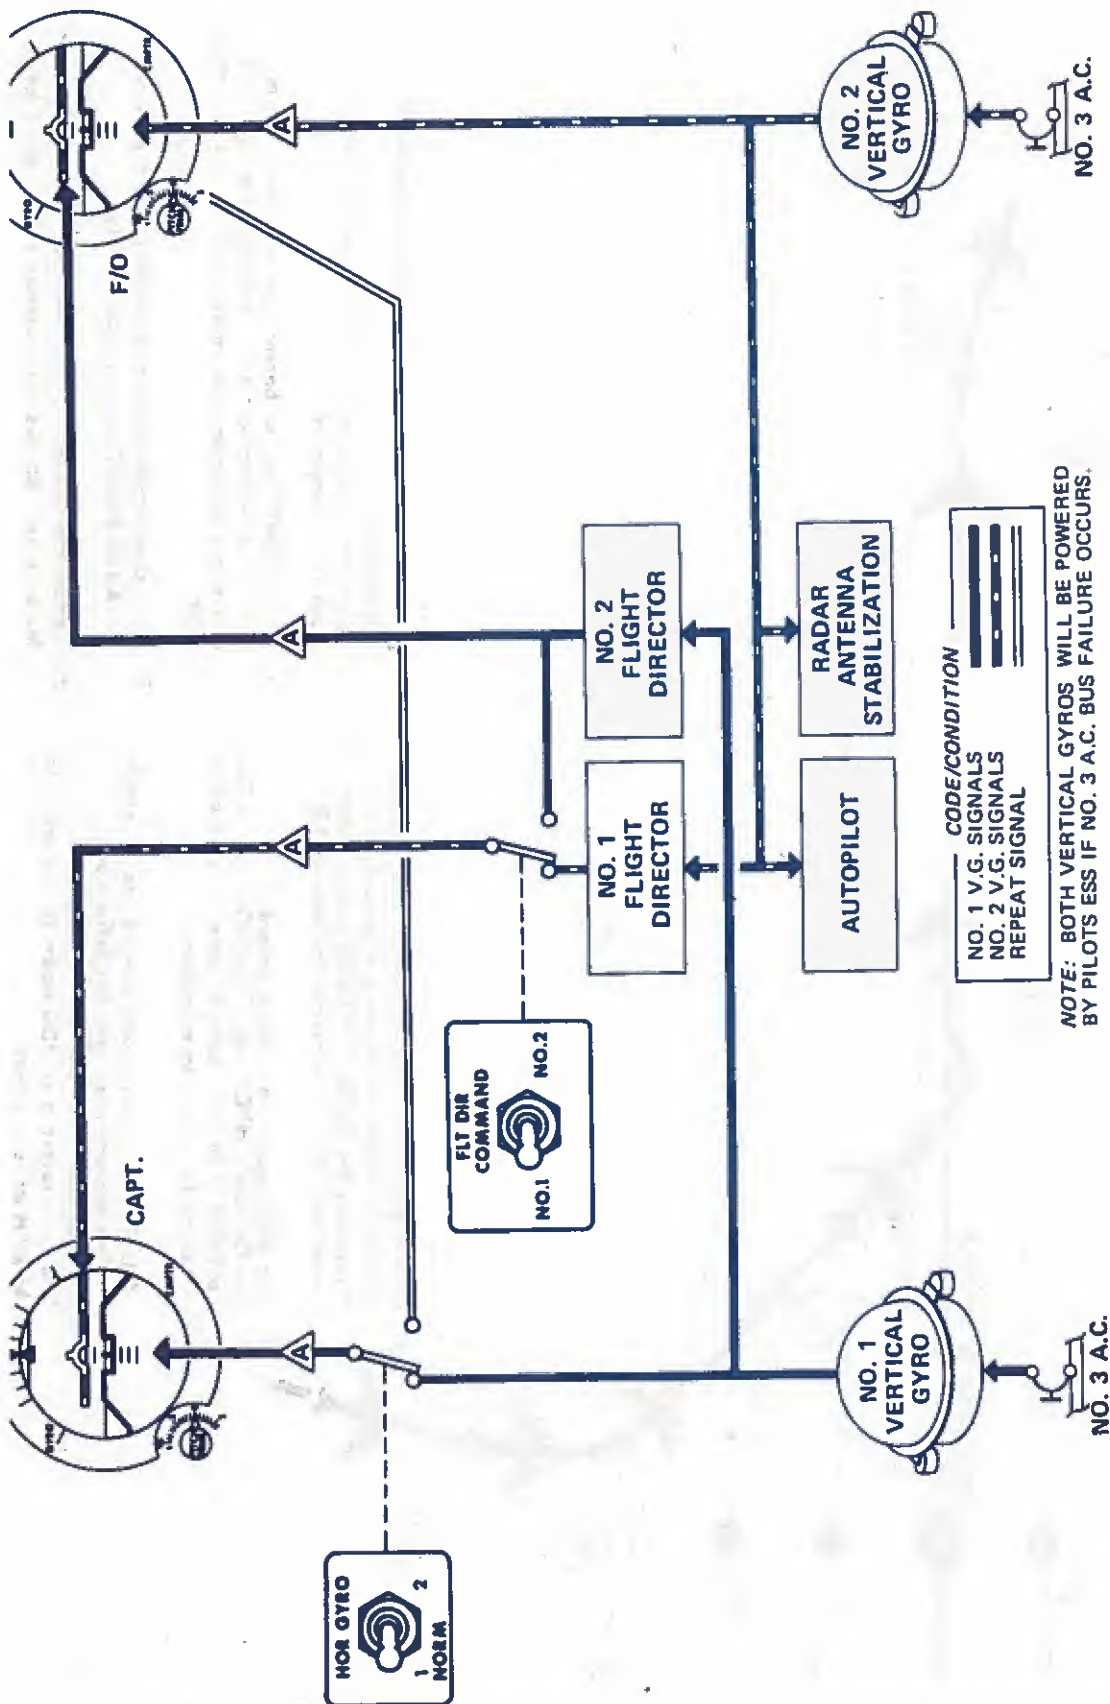 CAPT.
F/O
HOR GYRO
1
NORM
2
FLT DIR
COMMAND
NO.1
NO.2
A
A
A
A
NO. 1
FLIGHT
DIRECTOR
NO. 2
FLIGHT
DIRECTOR
AUTOPILOT
RADAR
ANTENNA
STABILIZATION
NO. 1
VERTICAL
GYRO
NO. 2
VERTICAL
GYRO
NO. 3 A.C.
NO. 3 A.C.
CODE/CONDITION
NO. 1 V.G. SIGNALS
NO. 2 V.G. SIGNALS
REPEAT SIGNAL
NOTE: BOTH VERTICAL GYROS WILL BE POWERED
BY PILOTS ESS IF NO. 3 A.C. BUS FAILURE OCCURS.